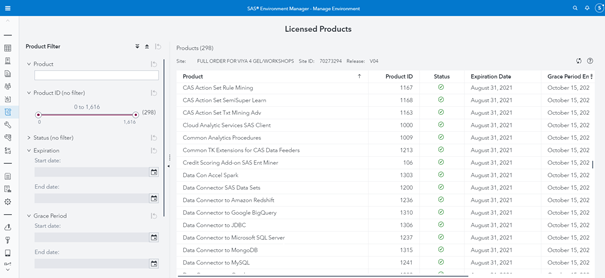 SAS® Environment Manager - Manage Environment
Licensed Products
Product Filter
Product
Product ID (no filter)
0 to 1,616
(298)
0 1,616
Status (no filter)
Expiration
Start date:
End date:
Grace Period
Start date:
End date:
Products (298)
Site: FULL ORDER FOR VIYA 4 GEL/WORKSHOPS Site ID: 70273294 Release: V04
Product Product ID Status Expiration Date Grace Period En
CAS Action Set Rule Mining 1167 August 31, 2021 October 15, 202
CAS Action Set SemiSuper Learn 1168 August 31, 2021 October 15, 202
CAS Action Set Txt Mining Adv 1163 August 31, 2021 October 15, 202
Cloud Analytic Services SAS Client 1000 August 31, 2021 October 15, 202
Common Analytics Procedures 1009 August 31, 2021 October 15, 202
Common TK Extensions for CAS Data Feeders 1213 August 31, 2021 October 15, 202
Credit Scoring Add-on SAS Ent Miner 106 August 31, 2021 October 15, 202
Data Con Accel Spark 1303 August 31, 2021 October 15, 202
Data Connector SAS Data Sets 1200 August 31, 2021 October 15, 202
Data Connector to Amazon Redshift 1236 August 31, 2021 October 15, 202
Data Connector to Google BigQuery 1310 August 31, 2021 October 15, 202
Data Connector to JDBC 1306 August 31, 2021 October 15, 202
Data Connector to Microsoft SQL Server 1237 August 31, 2021 October 15, 202
Data Connector to MongoDB 1315 August 31, 2021 October 15, 202
Data Connector to MySQL 1241 August 31, 2021 October 15, 202